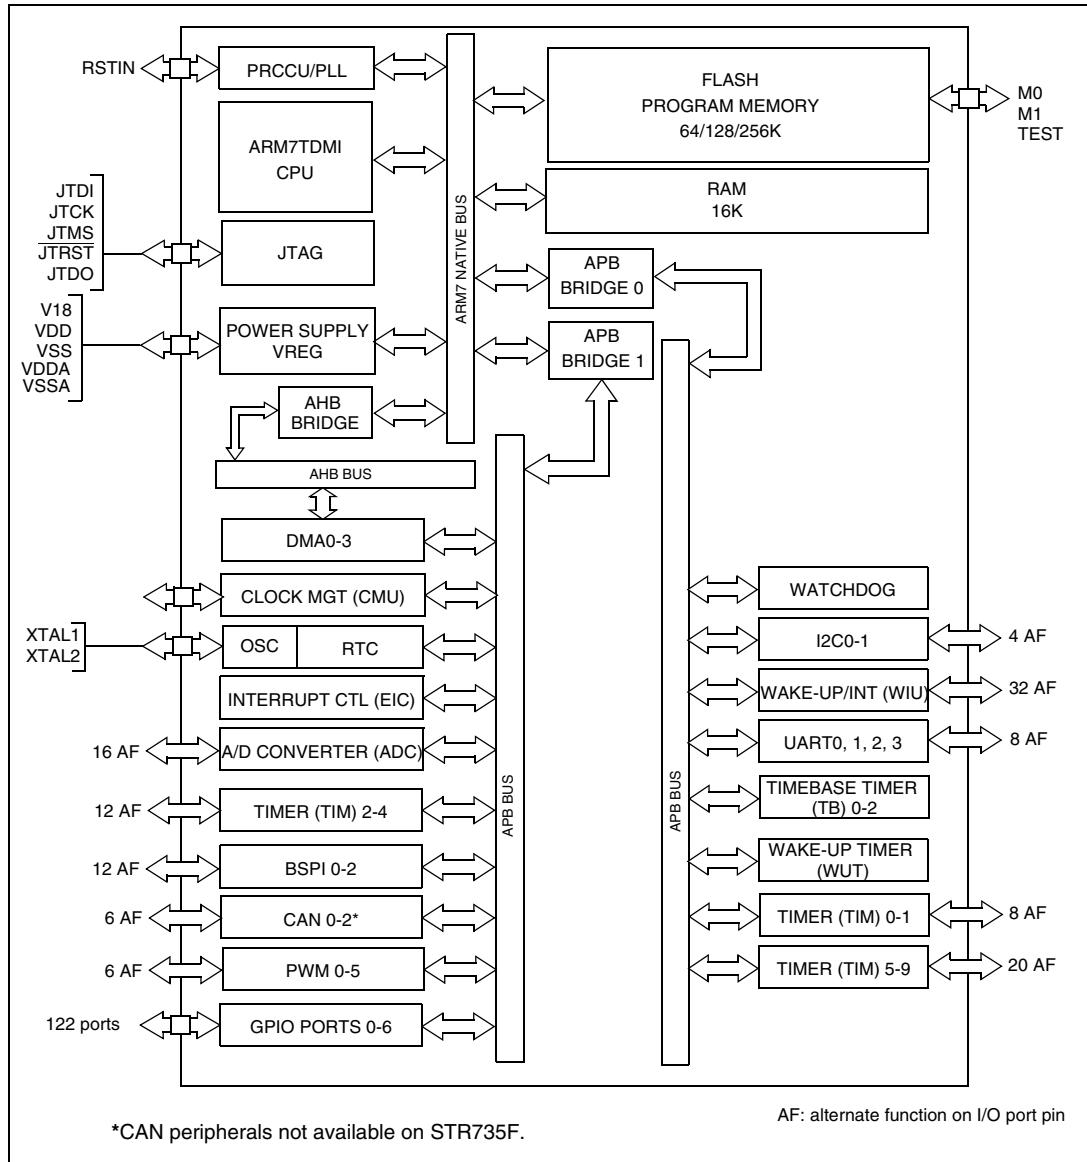 RSTIN
PRCCU/PLL
ARM7TDMI
CPU
JTDI
JTCK
JTMS
JTRST
JTDO
JTAG
V18
VDD
VSS
VDDA
VSSA
POWER SUPPLY
VREG
AHB
BRIDGE
AHB BUS
ARM7 NATIVE BUS
FLASH
PROGRAM MEMORY
64/128/256K
M0
M1
TEST
RAM
16K
APB
BRIDGE 0
APB
BRIDGE 1
DMA0-3
CLOCK MGT (CMU)
XTAL1
XTAL2
OSC
RTC
INTERRUPT CTL (EIC)
16 AF
A/D CONVERTER (ADC)
12 AF
TIMER (TIM) 2-4
12 AF
BSPI 0-2
6 AF
CAN 0-2*
6 AF
PWM 0-5
122 ports
GPIO PORTS 0-6
APB BUS
APB BUS
WATCHDOG
I2C0-1
4 AF
WAKE-UP/INT (WIU)
32 AF
UART0, 1, 2, 3
8 AF
TIMEBASE TIMER
(TB) 0-2
WAKE-UP TIMER
(WUT)
TIMER (TIM) 0-1
8 AF
TIMER (TIM) 5-9
20 AF
*CAN peripherals not available on STR735F.
AF: alternate function on I/O port pin